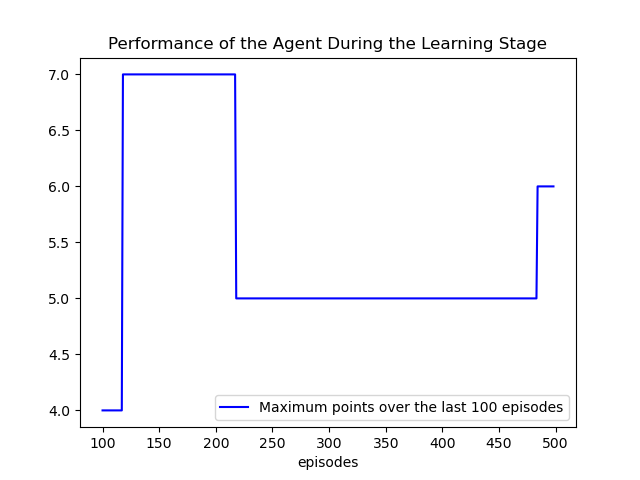 Performance of the Agent During the Learning Stage
7.0
6.5
6.0
5.5
5.0
4.5
4.0
Maximum points over the last 100 episodes
100 150 200 250 300 350 400 450 500
episodes